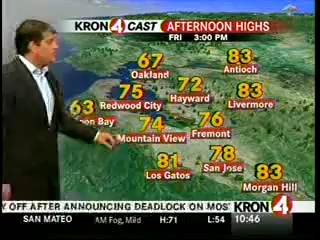 KRON 4 CAST AFTERNOON HIGHS
FRI 3:00 PM
67
Oakland
83
Antioch
75
Redwood City
72
Hayward
83
Livermore
63
oon Bay
74
Mountain View
76
Fremont
81
Los Gatos
78
San Jose
83
Morgan Hill
Y OFF AFTER ANNOUNCING DEADLOCK ON MOS
KRON 4
SAN MATEO AM Fog, Mild H:71 L:54 10:46